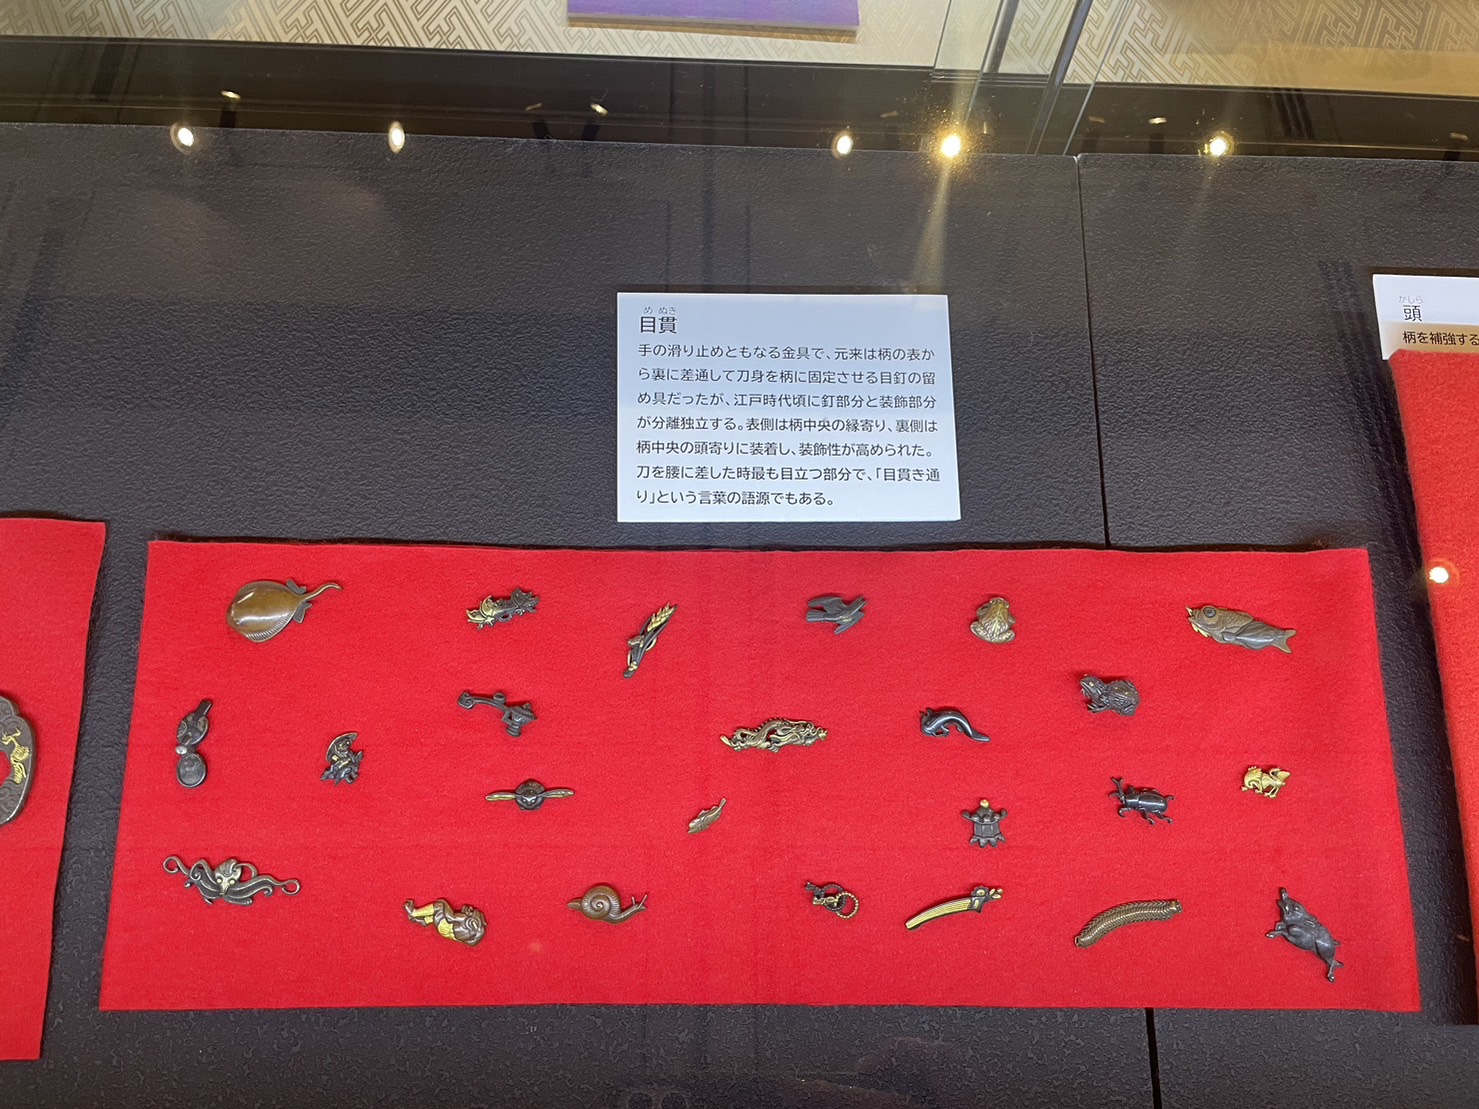 め ぬき
目貫
手の滑り止めともなる金具で、元来は柄の表か
ら裏に差通して刀身を柄に固定させる目釘の留
め具だったが、江戸時代頃に釘部分と装飾部分
が分離独立する。表側は柄中央の縁寄り、裏側は
柄中央の頭寄りに装着し、装飾性が高められた。
刀を腰に差した時最も目立つ部分で、「目貫き通
り」という言葉の語源でもある。
かしら
頭
柄を補強する